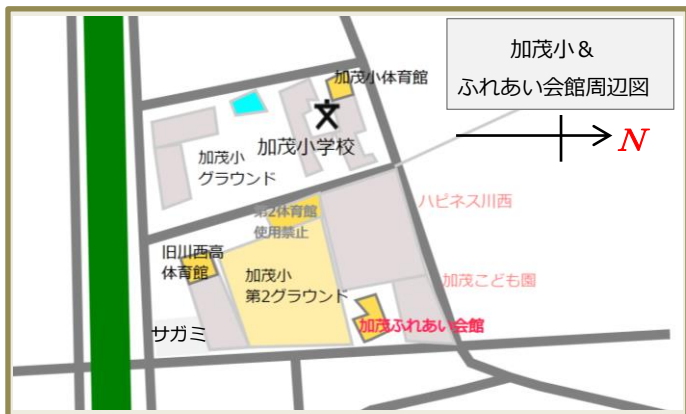 加茂小＆
ふれあい会館周辺図
N
加茂小体育館
文
加茂小学校
加茂小
グラウンド
第2体育館
使用禁止
ハピネス川西
旧川西高
体育館
加茂小
第2グラウンド
加茂こども園
加茂ふれあい会館
サガミ